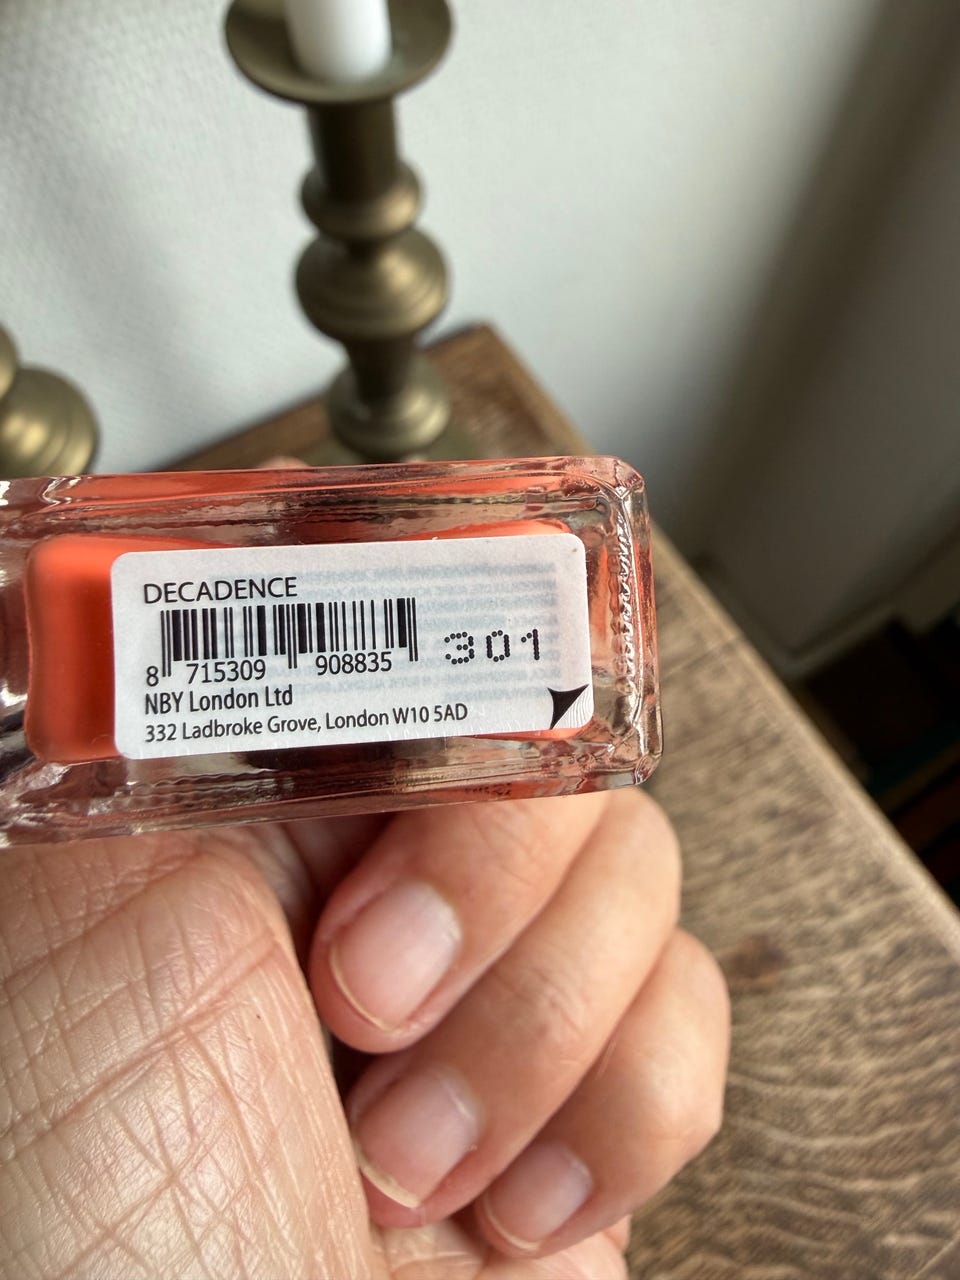 DECADENCE
301
8 715309 908835
NBY London Ltd
332 Ladbroke Grove, London W10 5AD